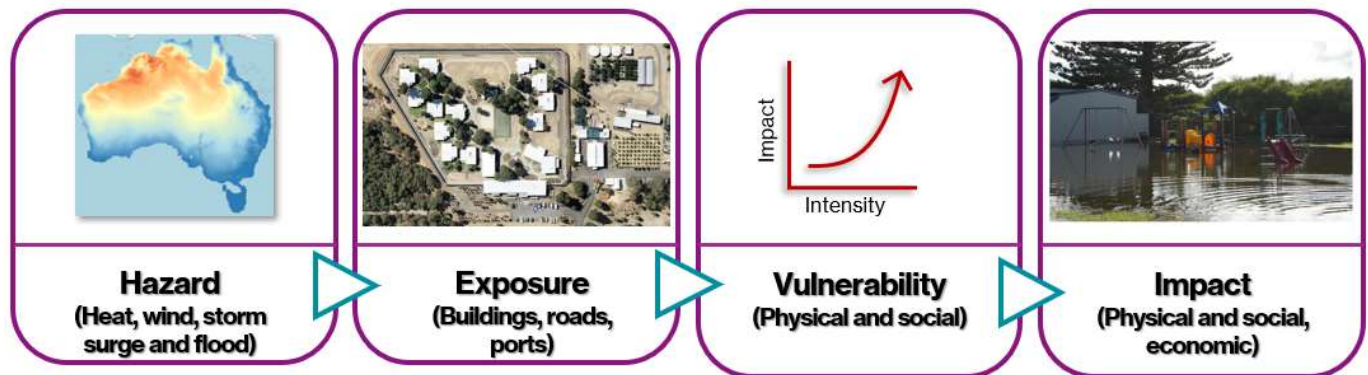 Hazard
(Heat, wind, storm
surge and flood)
Exposure
(Buildings, roads,
ports)
Impact
Intensity
Vulnerability
(Physical and social)
Impact
(Physical and social,
economic)